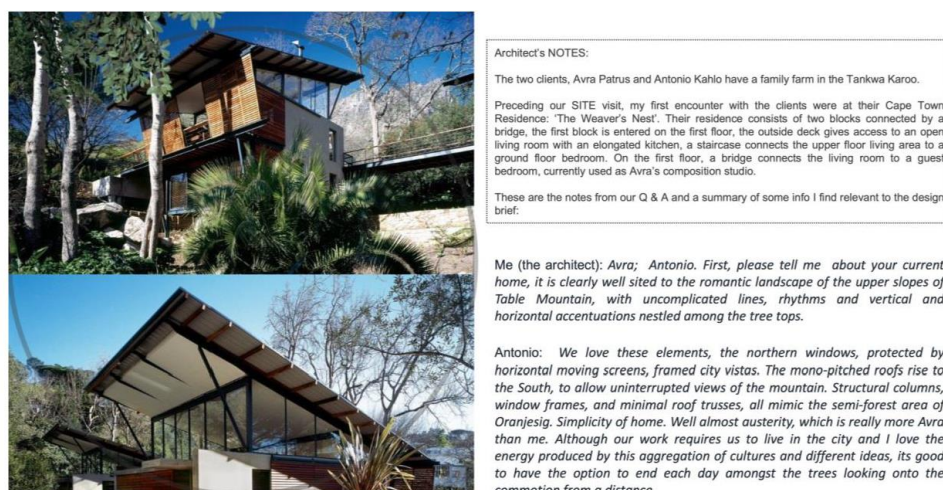 Architect's NOTES:
The two clients, Avra Patrus and Antonio Kahlo have a family farm in the Tankwa Karoo.
Preceding our SITE visit, my first encounter with the clients were at their Cape Town
Residence: 'The Weaver's Nest'. Their residence consists of two blocks connected by a
bridge, the first block is entered on the first floor, the outside deck gives access to an open
living room with an elongated kitchen, a staircase connects the upper floor living area to a
ground floor bedroom. On the first floor, a bridge connects the living room to a guest
bedroom, currently used as Avra's composition studio.
These are the notes from our Q & A and a summary of some info I find relevant to the design
brief:
Me (the architect): Avra; Antonio. First, please tell me about your current
home, it is clearly well sited to the romantic landscape of the upper slopes of
Table Mountain, with uncomplicated lines, rhythms and vertical and
horizontal accentuations nestled among the tree tops.
Antonio: We love these elements, the northern windows, protected by
horizontal moving screens, framed city vistas. The mono-pitched roofs rise to
the South, to allow uninterrupted views of the mountain. Structural columns,
window frames, and minimal roof trusses, all mimic the semi-forest area of
Oranjesig. Simplicity of home. Well almost austerity, which is really more Avra
than me. Although our work requires us to live in the city and I love the
energy produced by this aggregation of cultures and different ideas, its good
to have the option to end each day amongst the trees looking onto the
commotion from a distance